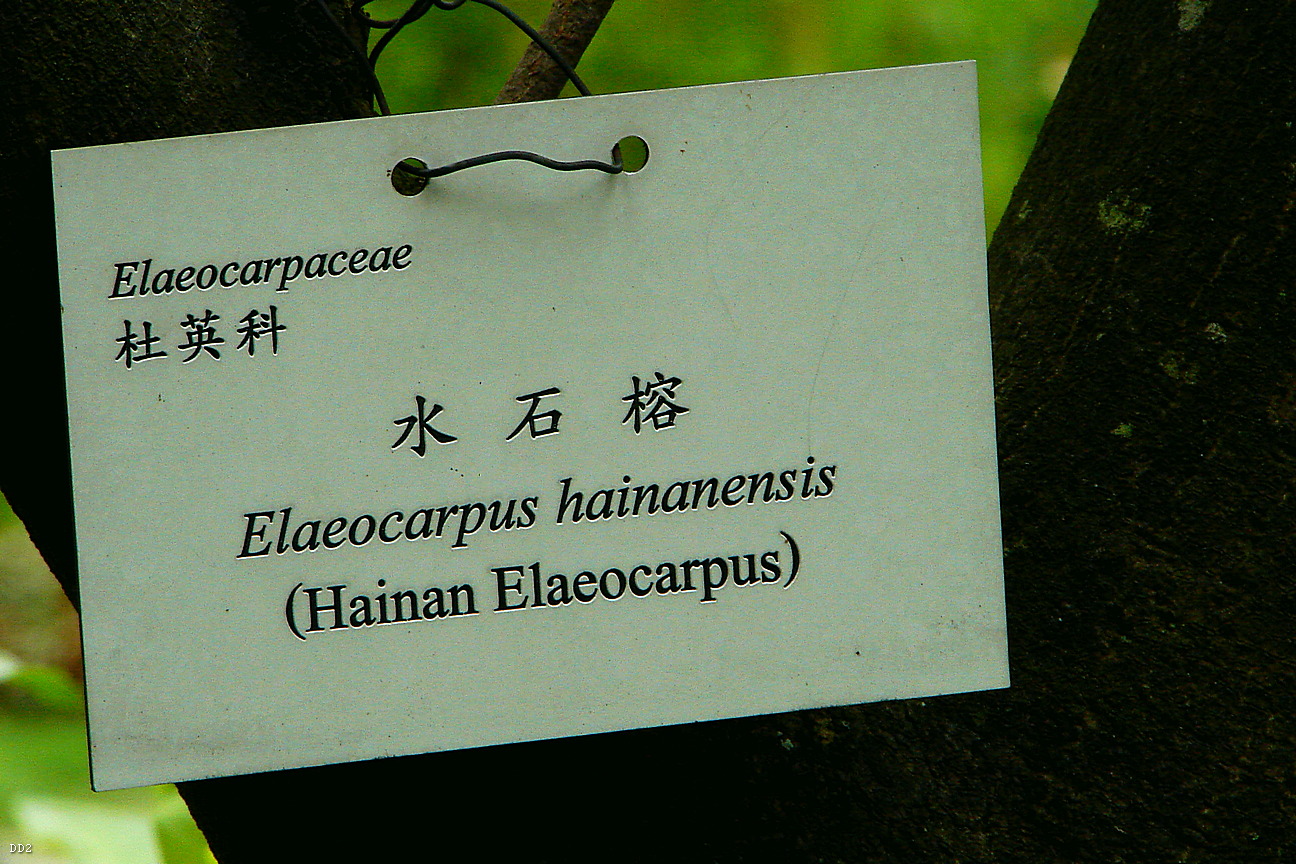 Elaeocarpaceae
杜英科
水石榕
Elaeocarpus hainanensis
(Hainan Elaeocarpus)
DD2